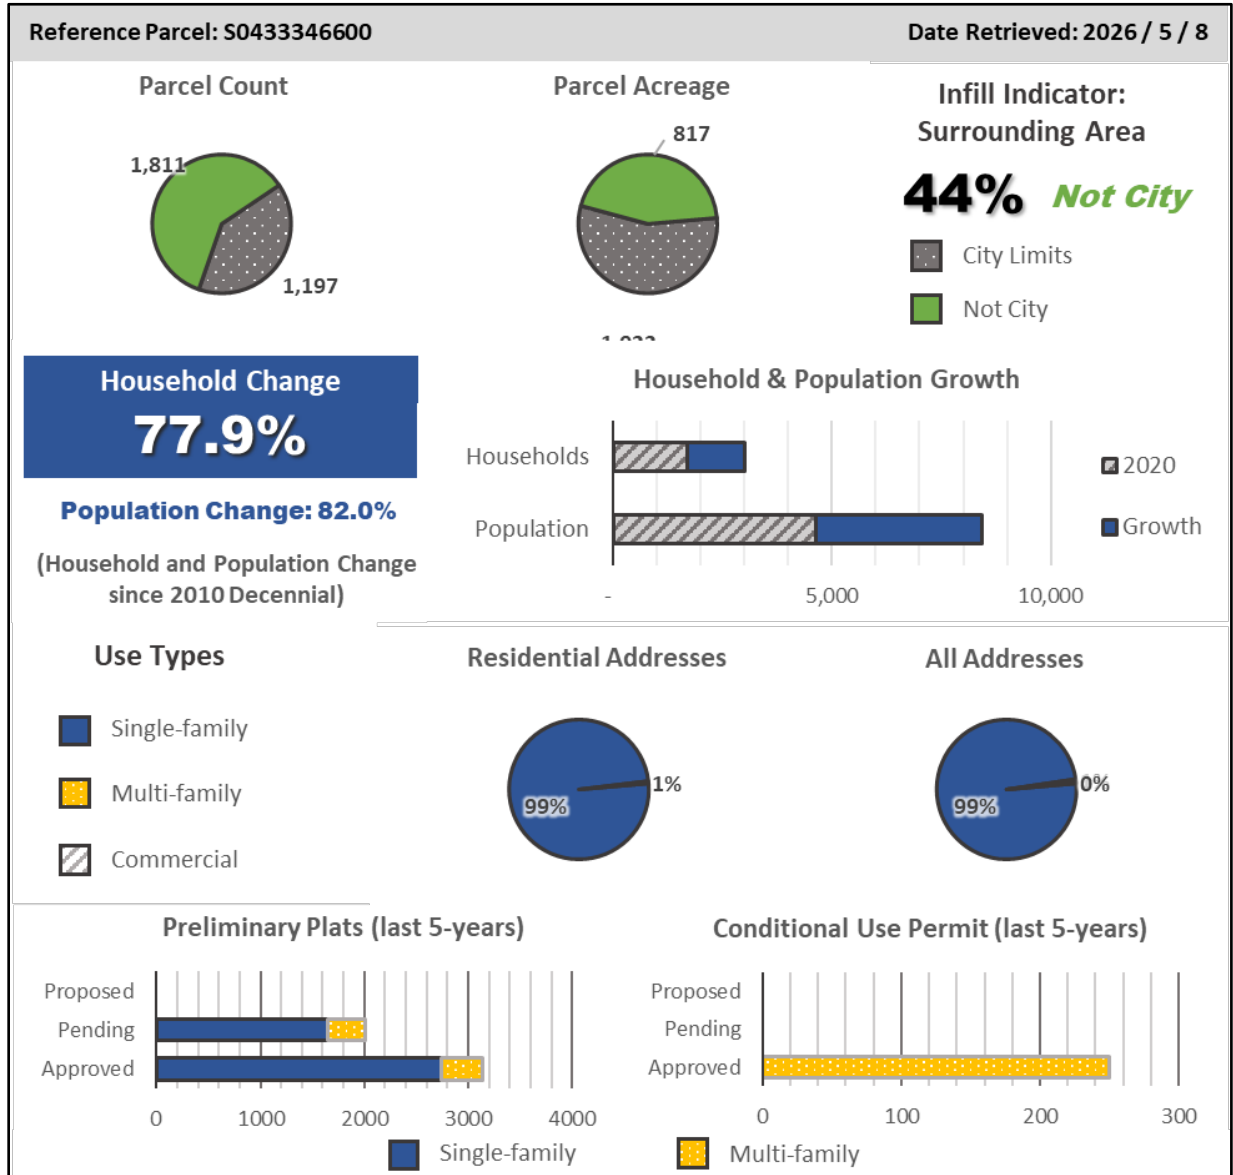 Reference Parcel: S0433346600
Date Retrieved: 2026 / 5 / 8
Parcel Count
1,811
1,197
Parcel Acreage
817
Infill Indicator:
Surrounding Area
44% Not City
City Limits
Not City
Household Change
77.9%
Population Change: 82.0%
(Household and Population Change
since 2010 Decennial)
Household & Population Growth
Households
Population
-
5,000
10,000
2020
Growth
Use Types
Single-family
Multi-family
Commercial
Residential Addresses
99%
1%
All Addresses
99%
0%
Preliminary Plats (last 5-years)
Proposed
Pending
Approved
0
1000
2000
3000
4000
Conditional Use Permit (last 5-years)
Proposed
Pending
Approved
0
100
200
300
Single-family
Multi-family